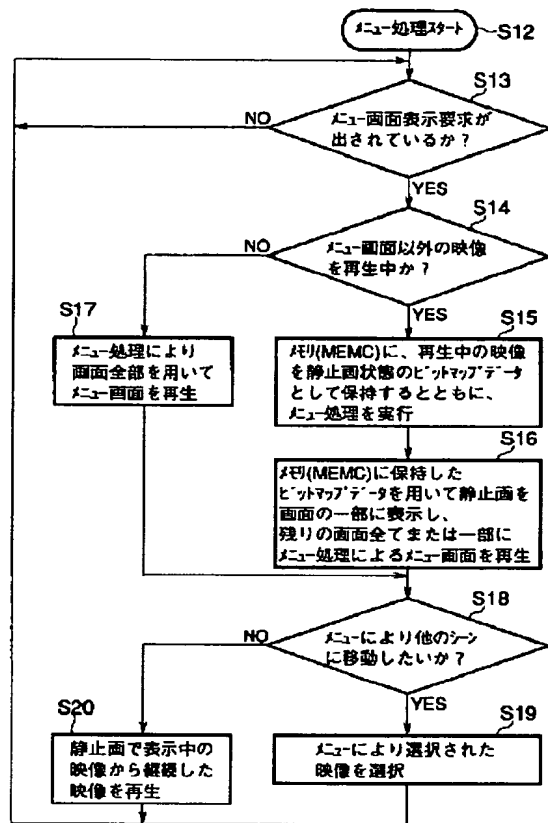 メニュー処理スタート
S12
S13
メニュー画面表示要求が
出されているか?
NO
YES
S14
メニュー画面以外の映像
を再生中か?
NO
YES
S17
メニュー処理により
画面全部を用いて
メニュー画面を再生
S15
メモリ(MEMC)に、再生中の映像
を静止画状態のビットマップデータ
として保持するとともに、
メニュー処理を実行
S16
メモリ(MEMC)に保持した
ビットマップデータを用いて静止画を
画面の一部に表示し、
残りの画面全てまたは一部に
メニュー処理によるメニュー画面を再生
S18
メニューにより他のシーン
に移動したいか?
NO
YES
S20
静止画で表示中の
映像から継続した
映像を再生
S19
メニューにより選択された
映像を選択